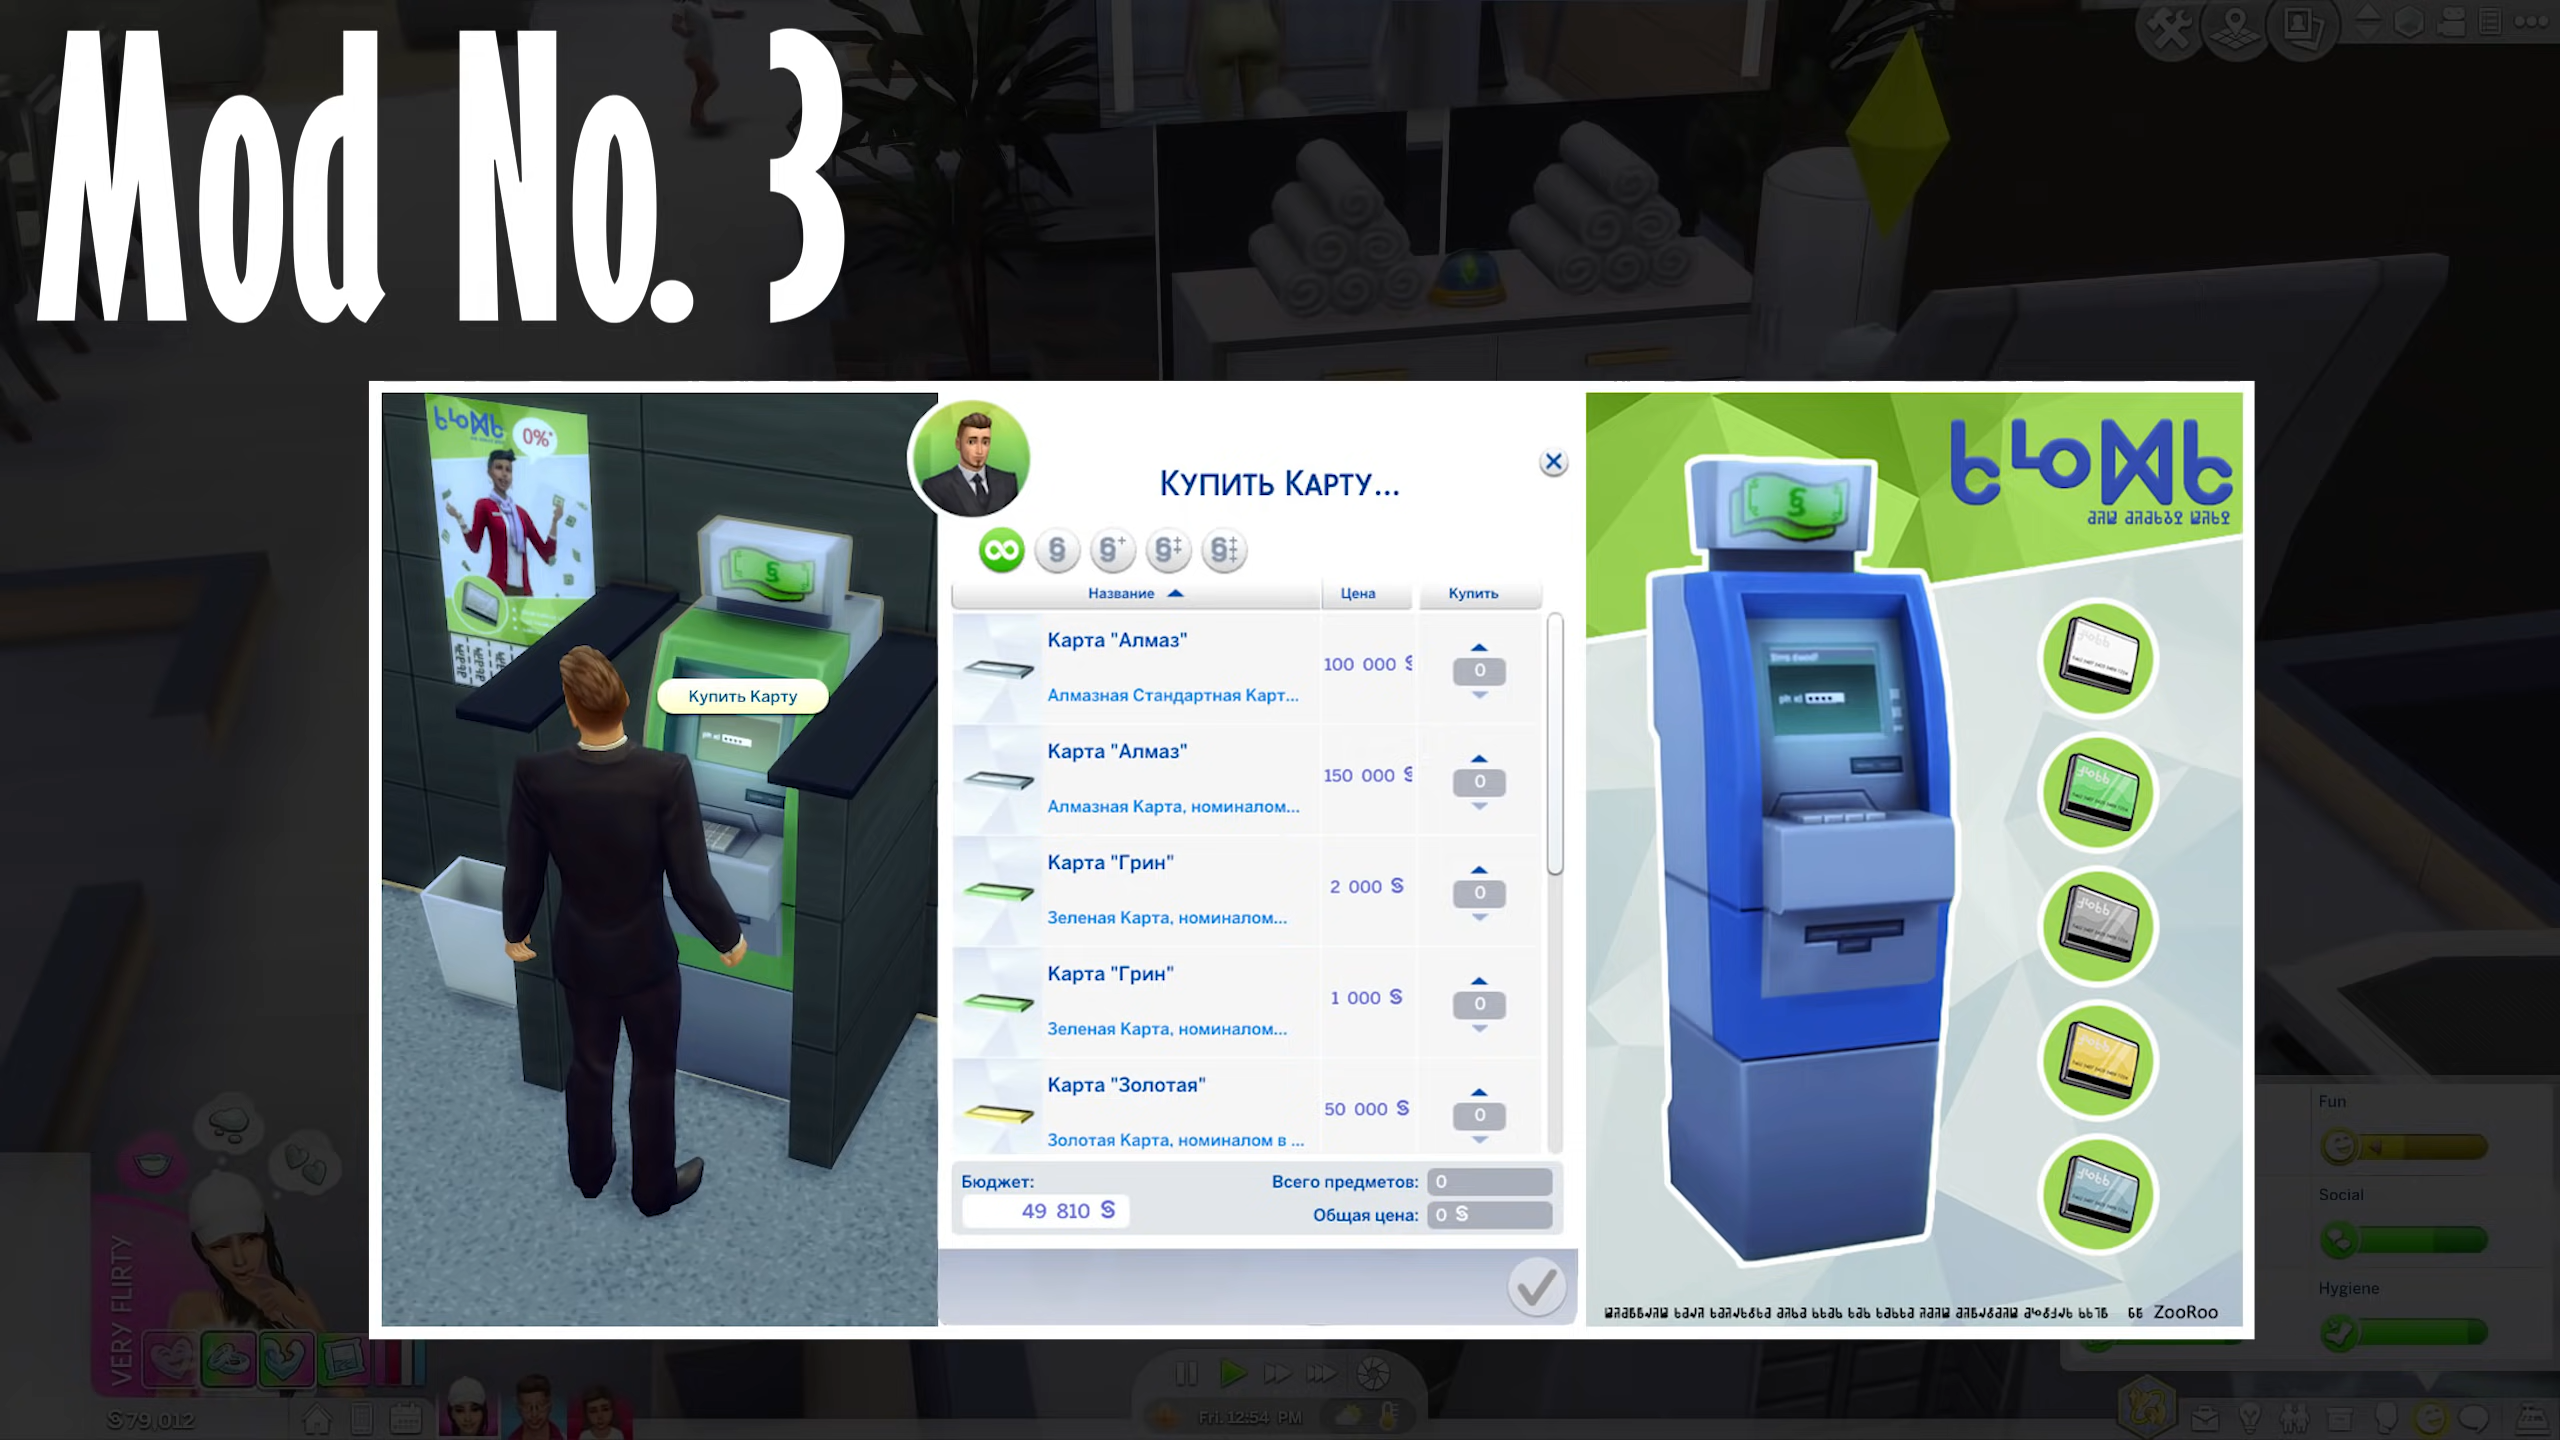 Mod No. 3
0%*
Купить Карту
pin id
КУПИТЬ КАРТУ...
Название
Цена
Купить
Карта "Алмаз"
100 000 §
0
Алмазная Стандартная Карт...
Карта "Алмаз"
150 000 §
0
Алмазная Карта, номиналом...
Карта "Грин"
2 000 §
0
Зеленая Карта, номиналом...
Карта "Грин"
1 000 §
0
Зеленая Карта, номиналом...
Карта "Золотая"
50 000 §
0
Золотая Карта, номиналом в ...
Бюджет:
49 810 §
Всего предметов: 0
Общая цена: 0 §
ZooRoo
VERY FLIRTY
§79,012
Fri. 12:54 PM
Fun
Social
Hygiene